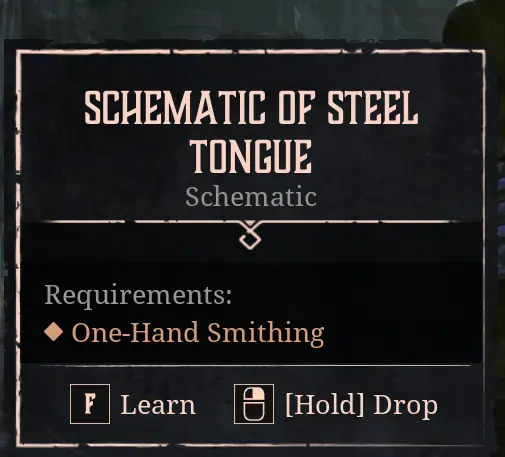 SCHEMATIC OF STEEL
TONGUE
Schematic
Requirements:
One-Hand Smithing
F Learn [Hold] Drop